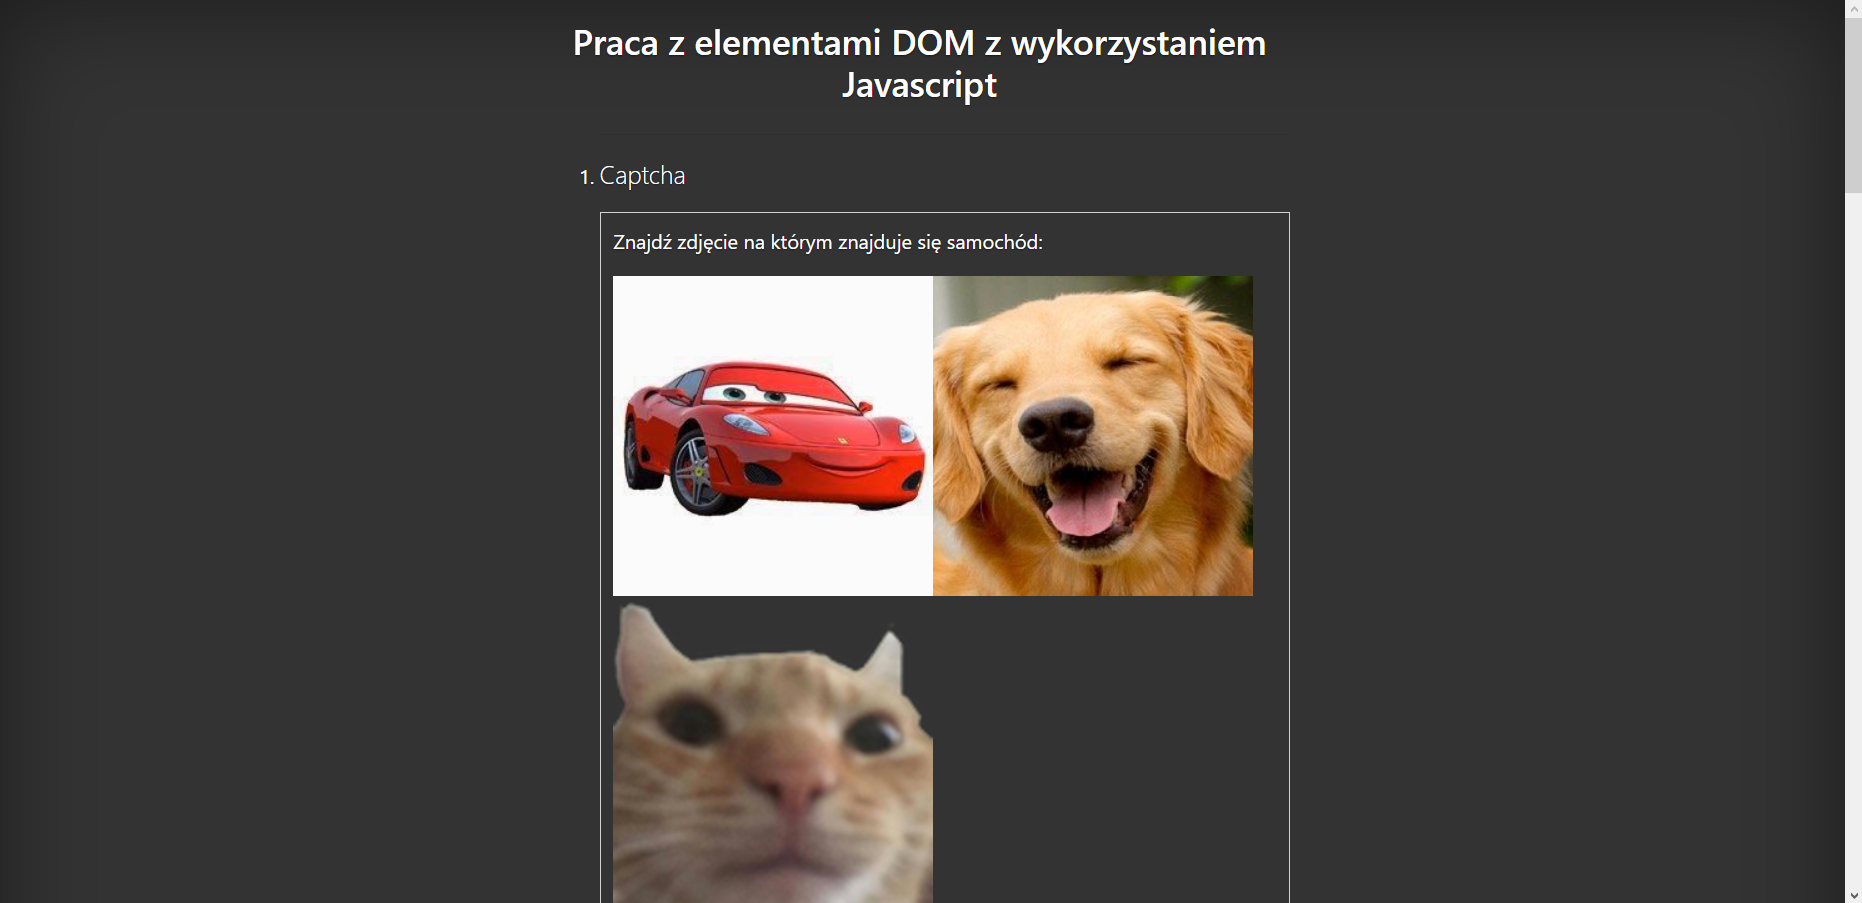 Praca z elementami DOM z wykorzystaniem
Javascript
1. Captcha
Znajdź zdjęcie na którym znajduje się samochód: